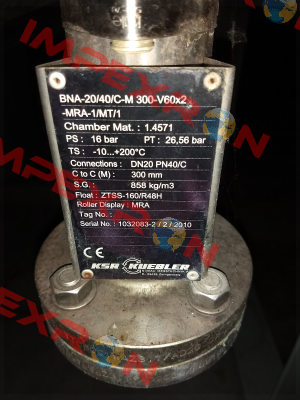 BNA-20/40/C-M 300-V60x2
-MRA-1/MT/1
Chamber Mat. : 1.4571
PS : 16 bar PT : 26,56 bar
TS : -10...+200°C
Connections : DN20 PN40/C
C to C (M) : 300 mm
S.G. : 858 kg/m3
Float : ZTSS-160/R48H
Roller Display : MRA
Tag No :
Serial No. : 1032083-2 / 2 / 2010
CE
KSR KUEBLER
IMPEXRON
IMPEXRON